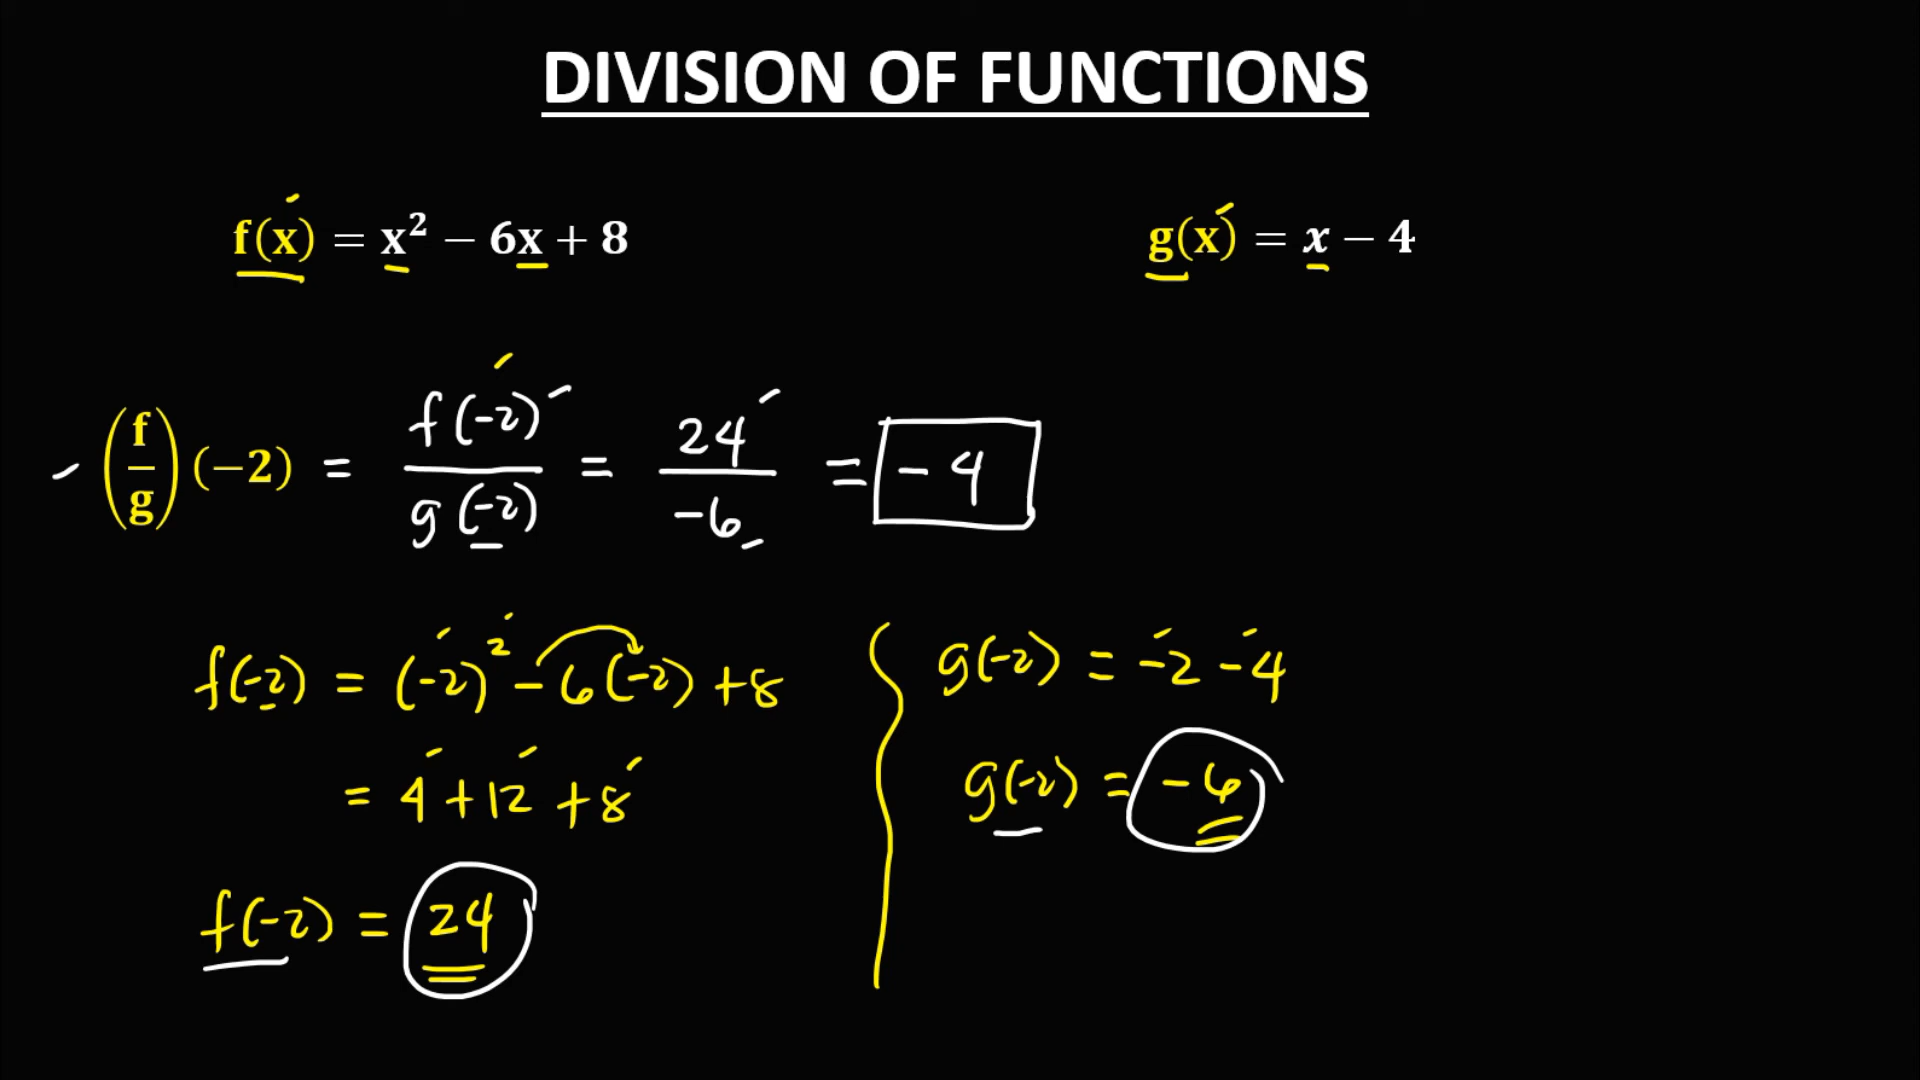 DIVISION OF FUNCTIONS
f(x) = x² − 6x + 8
g(x) = x − 4
(f/g)(−2) = f(-2)/g(-2) = 24/-6 = -4
f(-2) = (-2)² - 6(-2) + 8
= 4 + 12 + 8
f(-2) = 24
g(-2) = -2 - 4
g(-2) = -6